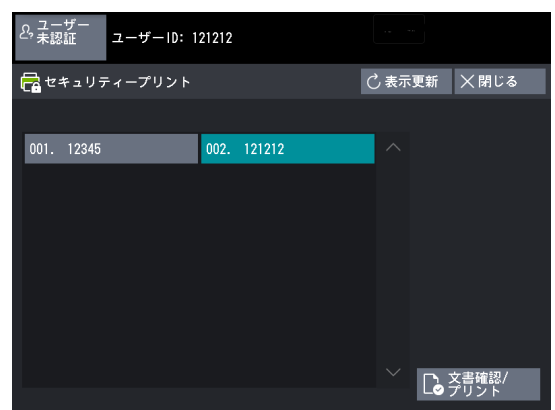 ユーザー
未認証
ユーザーID: 121212
セキュリティープリント
表示更新
閉じる
001. 12345
002. 121212
文書確認/
プリント